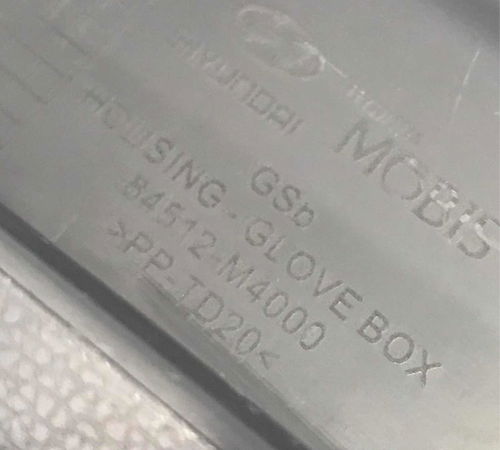 HYUNDAI
MOBIS
GSb
HOUSING-GLOVE BOX
84512-M4000
>PP-TD20<